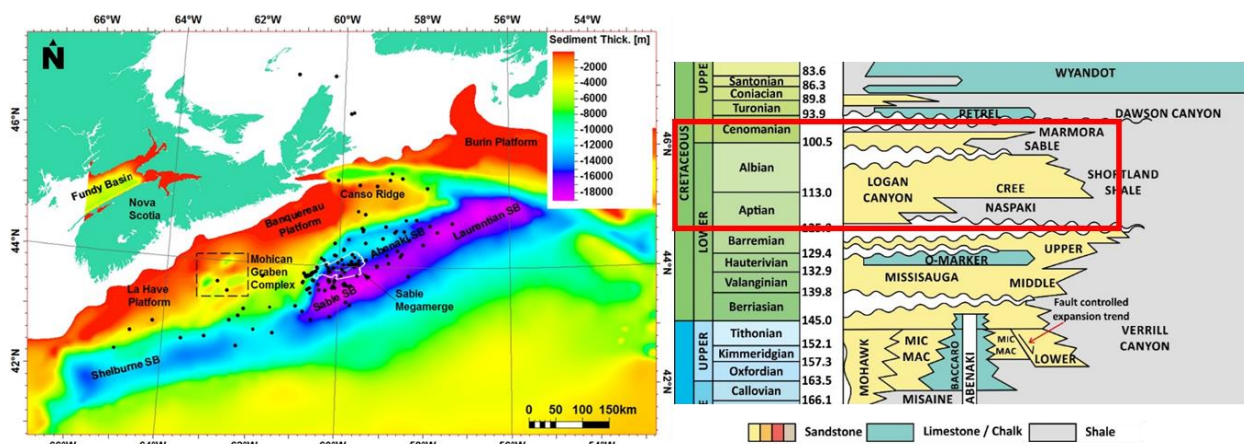 66°W
64°W
62°W
60°W
58°W
56°W
54°W
N
Sediment Thick. [m]
-2000
-4000
-6000
-8000
-10000
-12000
-14000
-16000
-18000
46°N
44°N
42°N
46°N
44°N
42°N
Burin Platform
Fundy Basin
Nova
Scotia
Canso Ridge
Banquereau
Platform
Laurentian SB
Abenaki SB
Mohican
Graben
Complex
La Have
Platform
Sable SB
Sable
Megamerge
Shelburne SB
0 50 100 150km
66°W
64°W
62°W
60°W
58°W
56°W
CRETACEOUS
UPPE
LOWER
UPPER
Santonian
Coniacian
Turonian
Cenomanian
Albian
Aptian
Barremian
Hauterivian
Valanginian
Berriasian
Tithonian
Kimmeridgian
Oxfordian
Callovian
83.6
86.3
89.8
93.9
100.5
113.0
129.4
132.9
139.8
145.0
152.1
157.3
163.5
166.1
WYANDOT
PETREL
DAWSON CANYON
MARMORA
SABLE
LOGAN
CANYON
CREE
NASPAKI
SHORTLAND
SHALE
UPPER
O-MARKER
MISSISAUGA
MIDDLE
Fault controlled
expansion trend
VERRILL
CANYON
MOHAWK
MIC
MAC
BACCARO
ABENAKI
MIC
MAC
LOWER
MISAINE
Sandstone
Limestone / Chalk
Shale